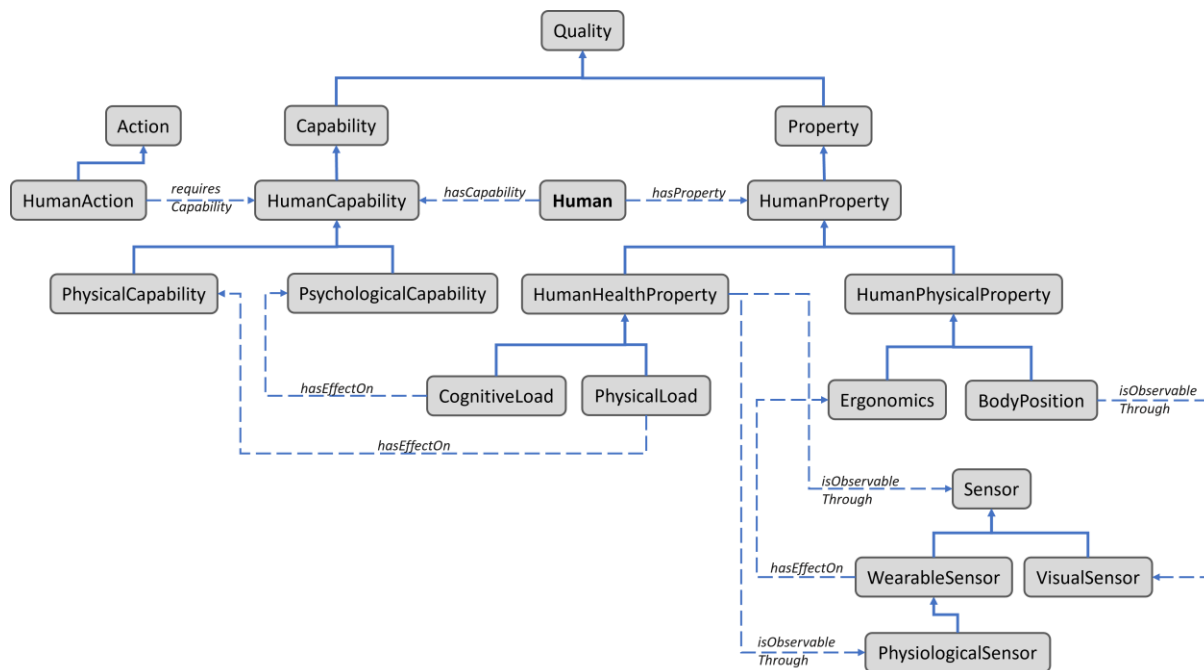 Quality
Action
Capability
Property
HumanAction
requires
Capability
HumanCapability
hasCapability
Human
hasProperty
HumanProperty
PhysicalCapability
PsychologicalCapability
HumanHealthProperty
HumanPhysicalProperty
hasEffectOn
CognitiveLoad
PhysicalLoad
Ergonomics
BodyPosition
isObservable
Through
hasEffectOn
isObservable
Through
Sensor
hasEffectOn
WearableSensor
VisualSensor
isObservable
Through
PhysiologicalSensor